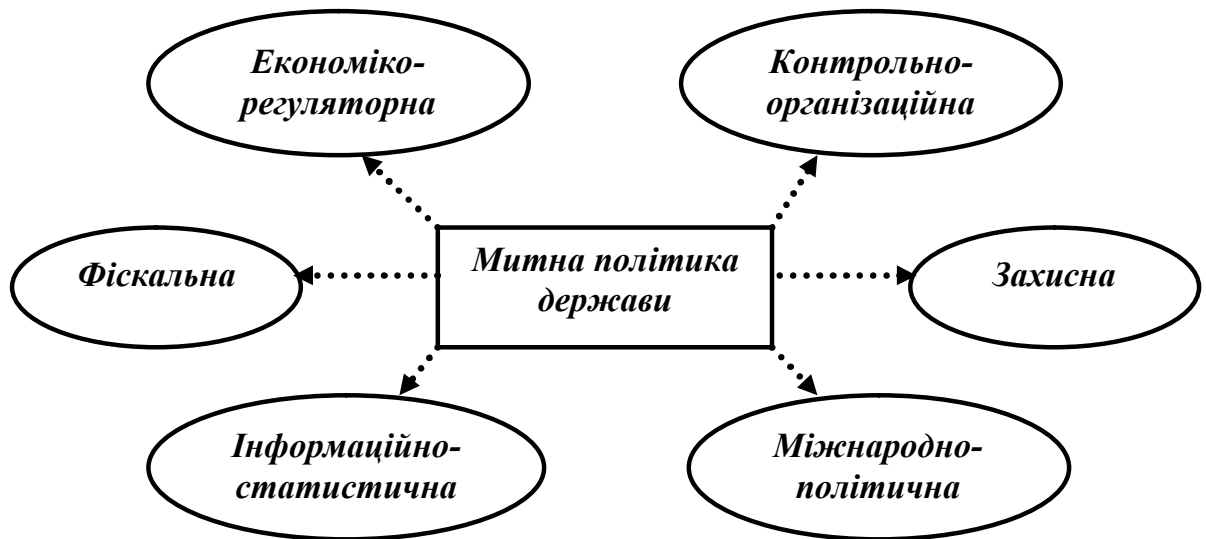 Економіко-
регуляторна
Контрольно-
організаційна
Фіскальна
Митна політика
держави
Захисна
Інформаційно-
статистична
Міжнародно-
політична